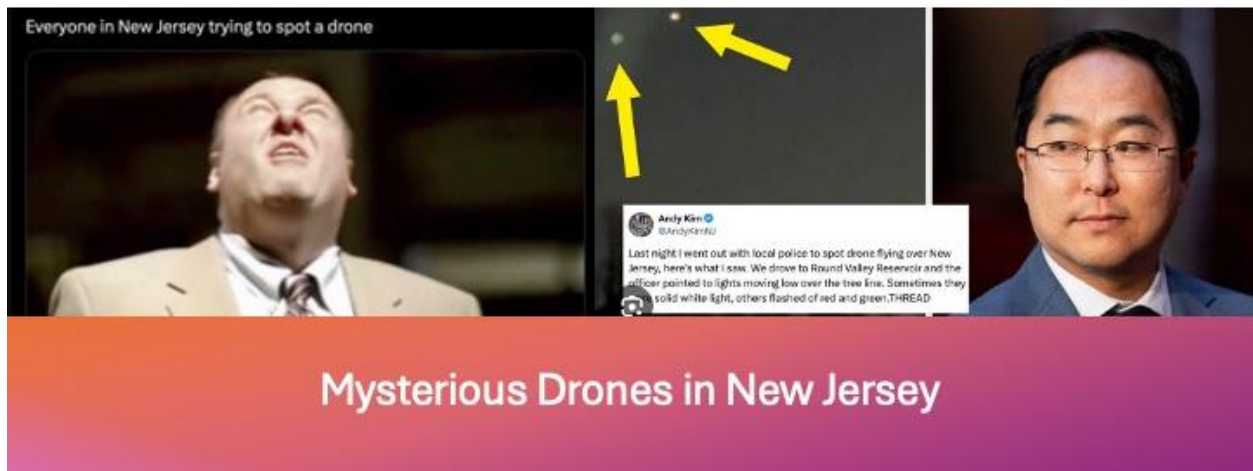 Everyone in New Jersey trying to spot a drone
Andy Kim
@AndyKimNJ
Last night I went out with local police to spot drone flying over New
Jersey, here's what I saw. We drove to Round Valley Reservoir and the
officer pointed to lights moving low over the tree line. Sometimes they
solid white light, others flashed of red and green.THREAD
Mysterious Drones in New Jersey